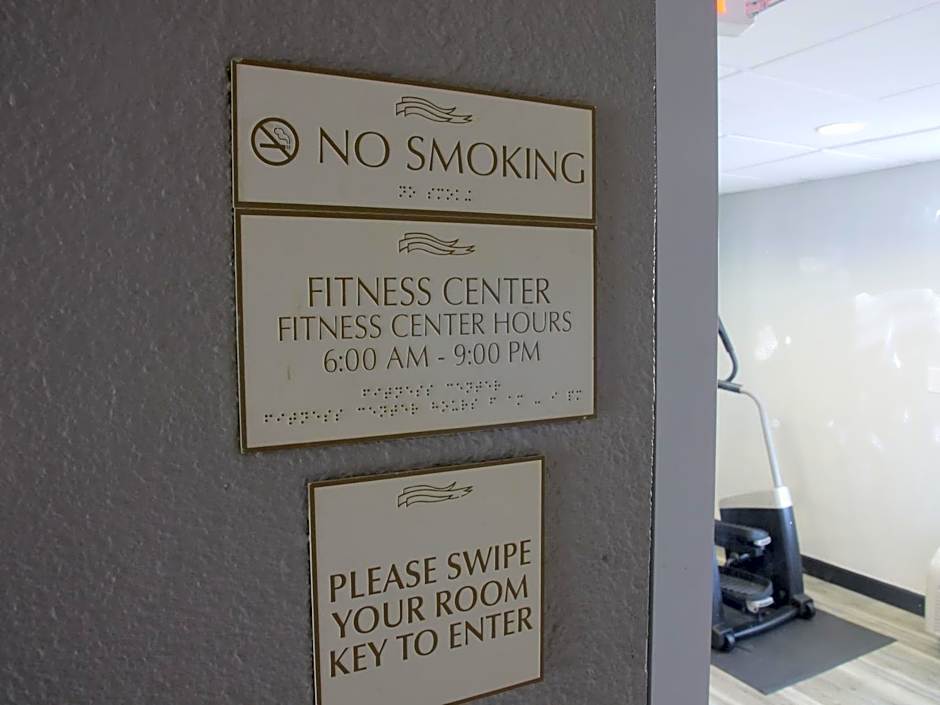 NO SMOKING
FITNESS CENTER
FITNESS CENTER HOURS
6:00 AM - 9:00 PM
PLEASE SWIPE
YOUR ROOM
KEY TO ENTER